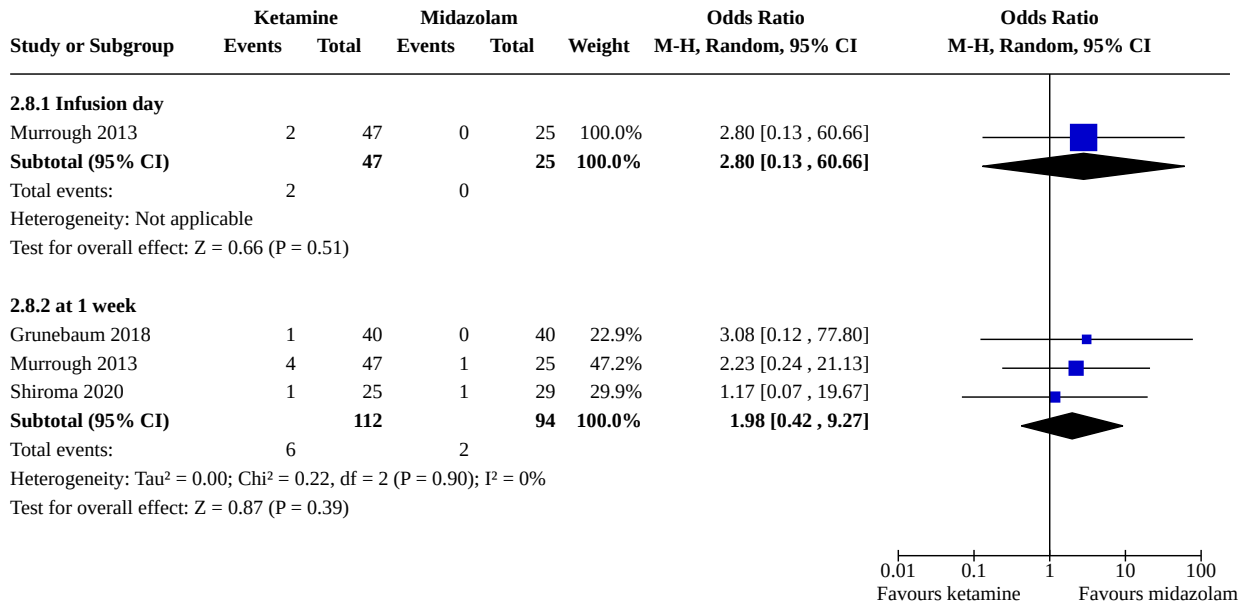 Ketamine Midazolam Odds Ratio Odds Ratio
Study or Subgroup Events Total Events Total Weight M-H, Random, 95% CI M-H, Random, 95% CI
2.8.1 Infusion day
Murrough 2013 2 47 0 25 100.0% 2.80 [0.13 , 60.66]
Subtotal (95% CI) 47 25 100.0% 2.80 [0.13 , 60.66]
Total events: 2 0
Heterogeneity: Not applicable
Test for overall effect: Z = 0.66 (P = 0.51)
2.8.2 at 1 week
Grunebaum 2018 1 40 0 40 22.9% 3.08 [0.12 , 77.80]
Murrough 2013 4 47 1 25 47.2% 2.23 [0.24 , 21.13]
Shiroma 2020 1 25 1 29 29.9% 1.17 [0.07 , 19.67]
Subtotal (95% CI) 112 94 100.0% 1.98 [0.42 , 9.27]
Total events: 6 2
Heterogeneity: Tau² = 0.00; Chi² = 0.22, df = 2 (P = 0.90); I² = 0%
Test for overall effect: Z = 0.87 (P = 0.39)
0.01 0.1 1 10 100
Favours ketamine Favours midazolam